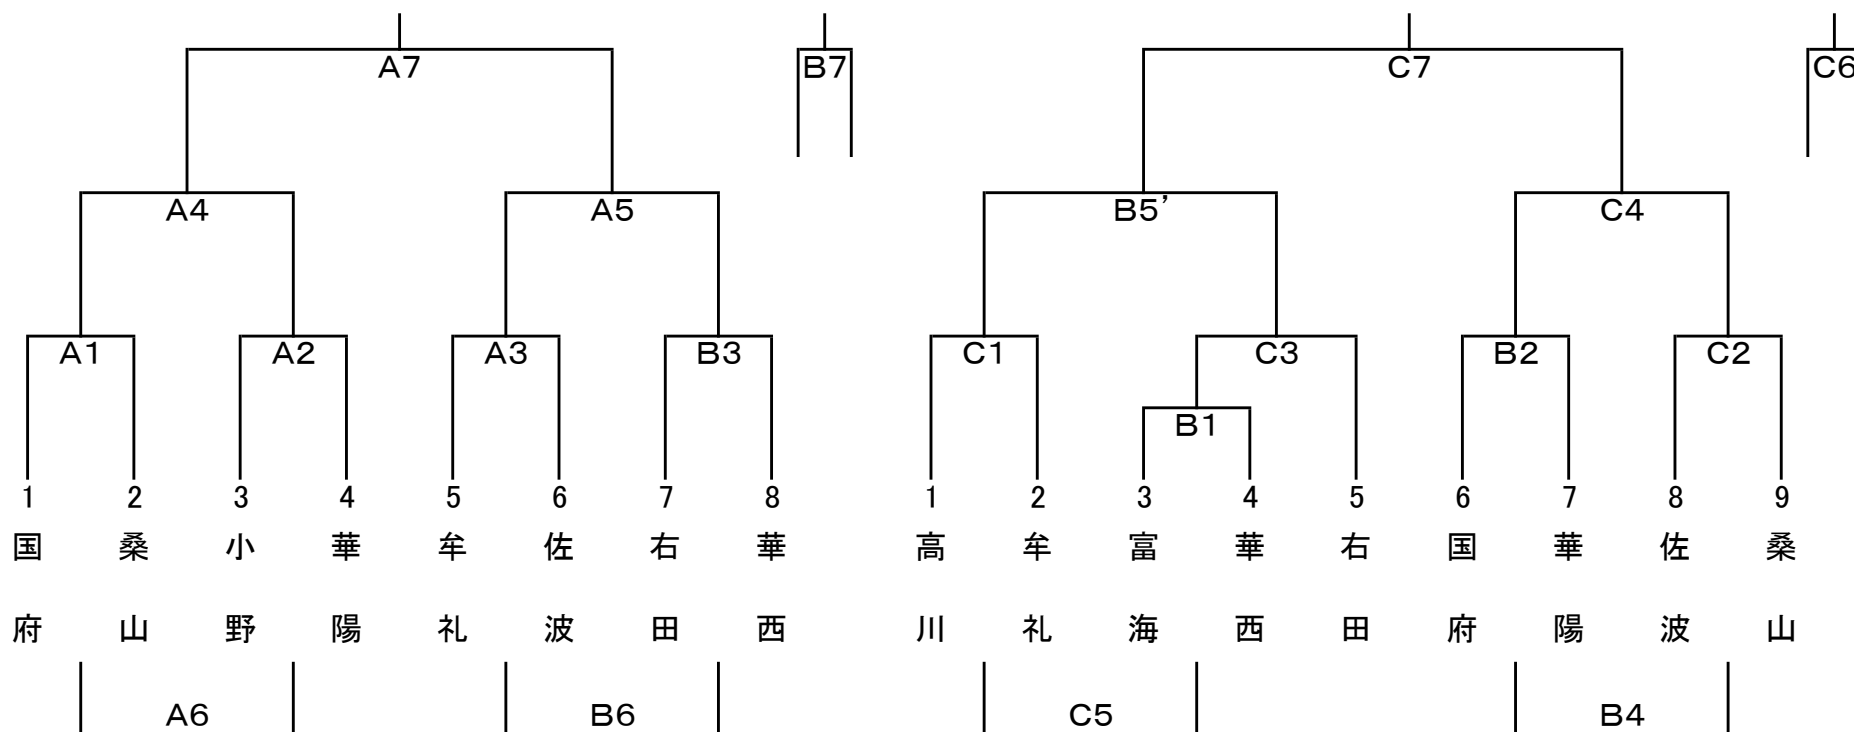 A7 B7 C7 C6
A4 A5 B5’ C4
A1 A2 A3 B3 C1 C3 B2 C2
B1
1 2 3 4 5 6 7 8 1 2 3 4 5 6 7 8 9
国府 桑山 小野 華陽 牟礼 佐波 右田 華西 高川 牟礼 富海 華西 右田 国府 華陽 佐波 桑山
A6 B6 C5 B4